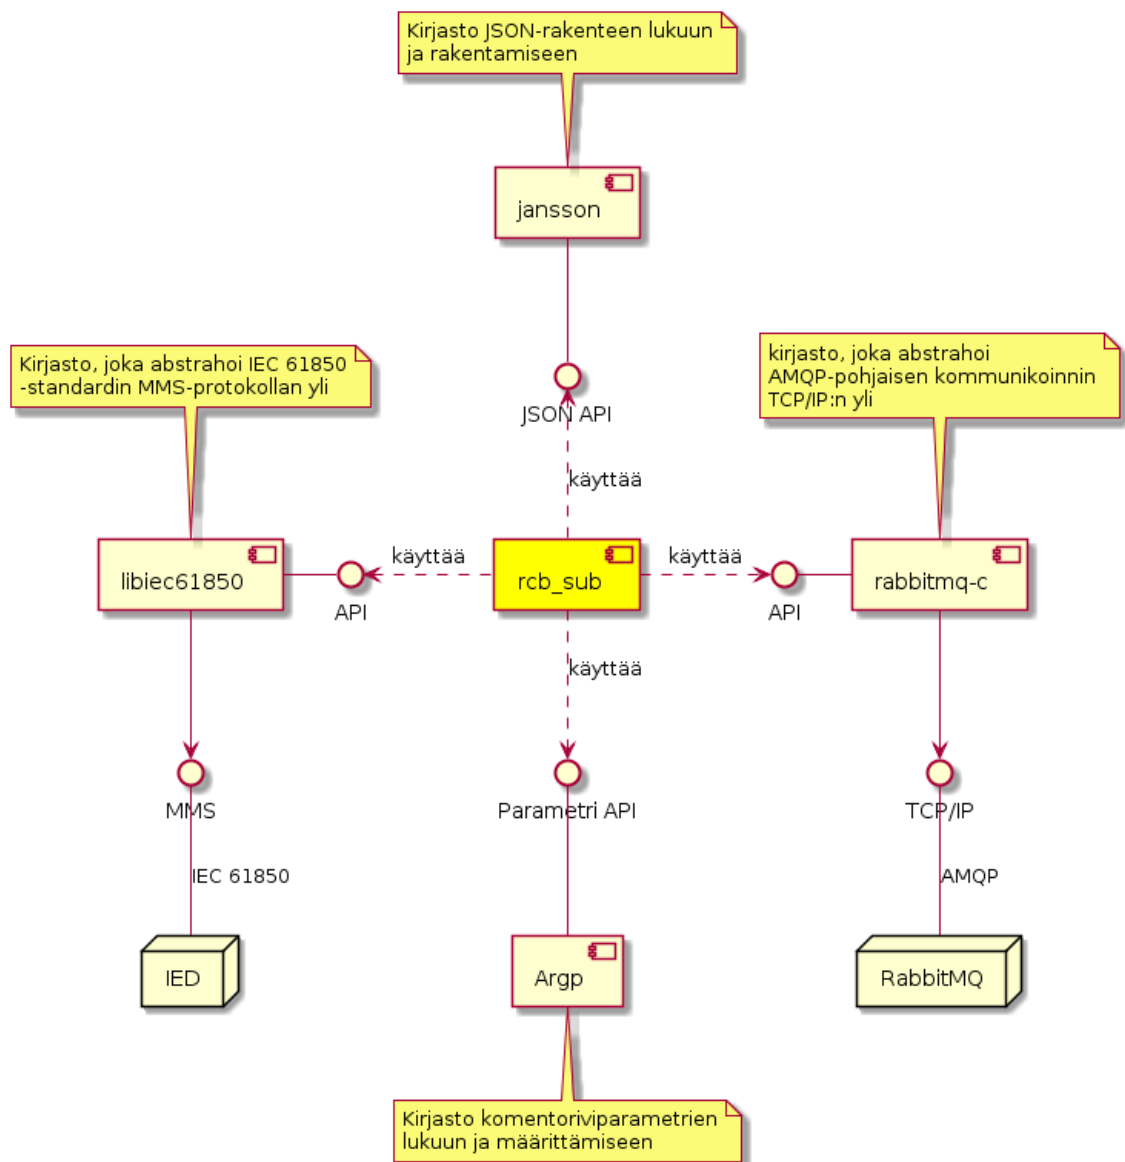 Kirjasto JSON-rakenteen lukuun
ja rakentamiseen
jansson
JSON API
käyttää
Kirjasto, joka abstrahoi IEC 61850
-standardin MMS-protokollan yli
kirjasto, joka abstrahoi
AMQP-pohjaisen kommunikoinnin
TCP/IP:n yli
libiec61850
API
käyttää
rcb_sub
käyttää
API
rabbitmq-c
käyttää
MMS
Parametri API
TCP/IP
IEC 61850
AMQP
IED
Argp
RabbitMQ
Kirjasto komentoriviparametrien
lukuun ja määrittämiseen